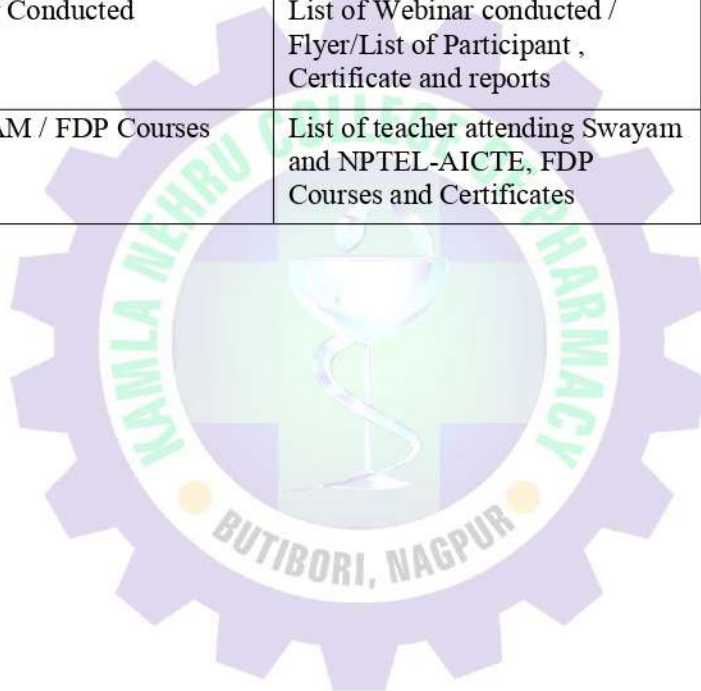 Conducted
List of Webinar conducted /
Flyer/List of Participant ,
Certificate and reports
AM / FDP Courses
List of teacher attending Swayam
and NPTEL-AICTE, FDP
Courses and Certificates
KAMLA NEHRU COLLEGE OF PHARMACY
BUTIBORI, NAGPUR